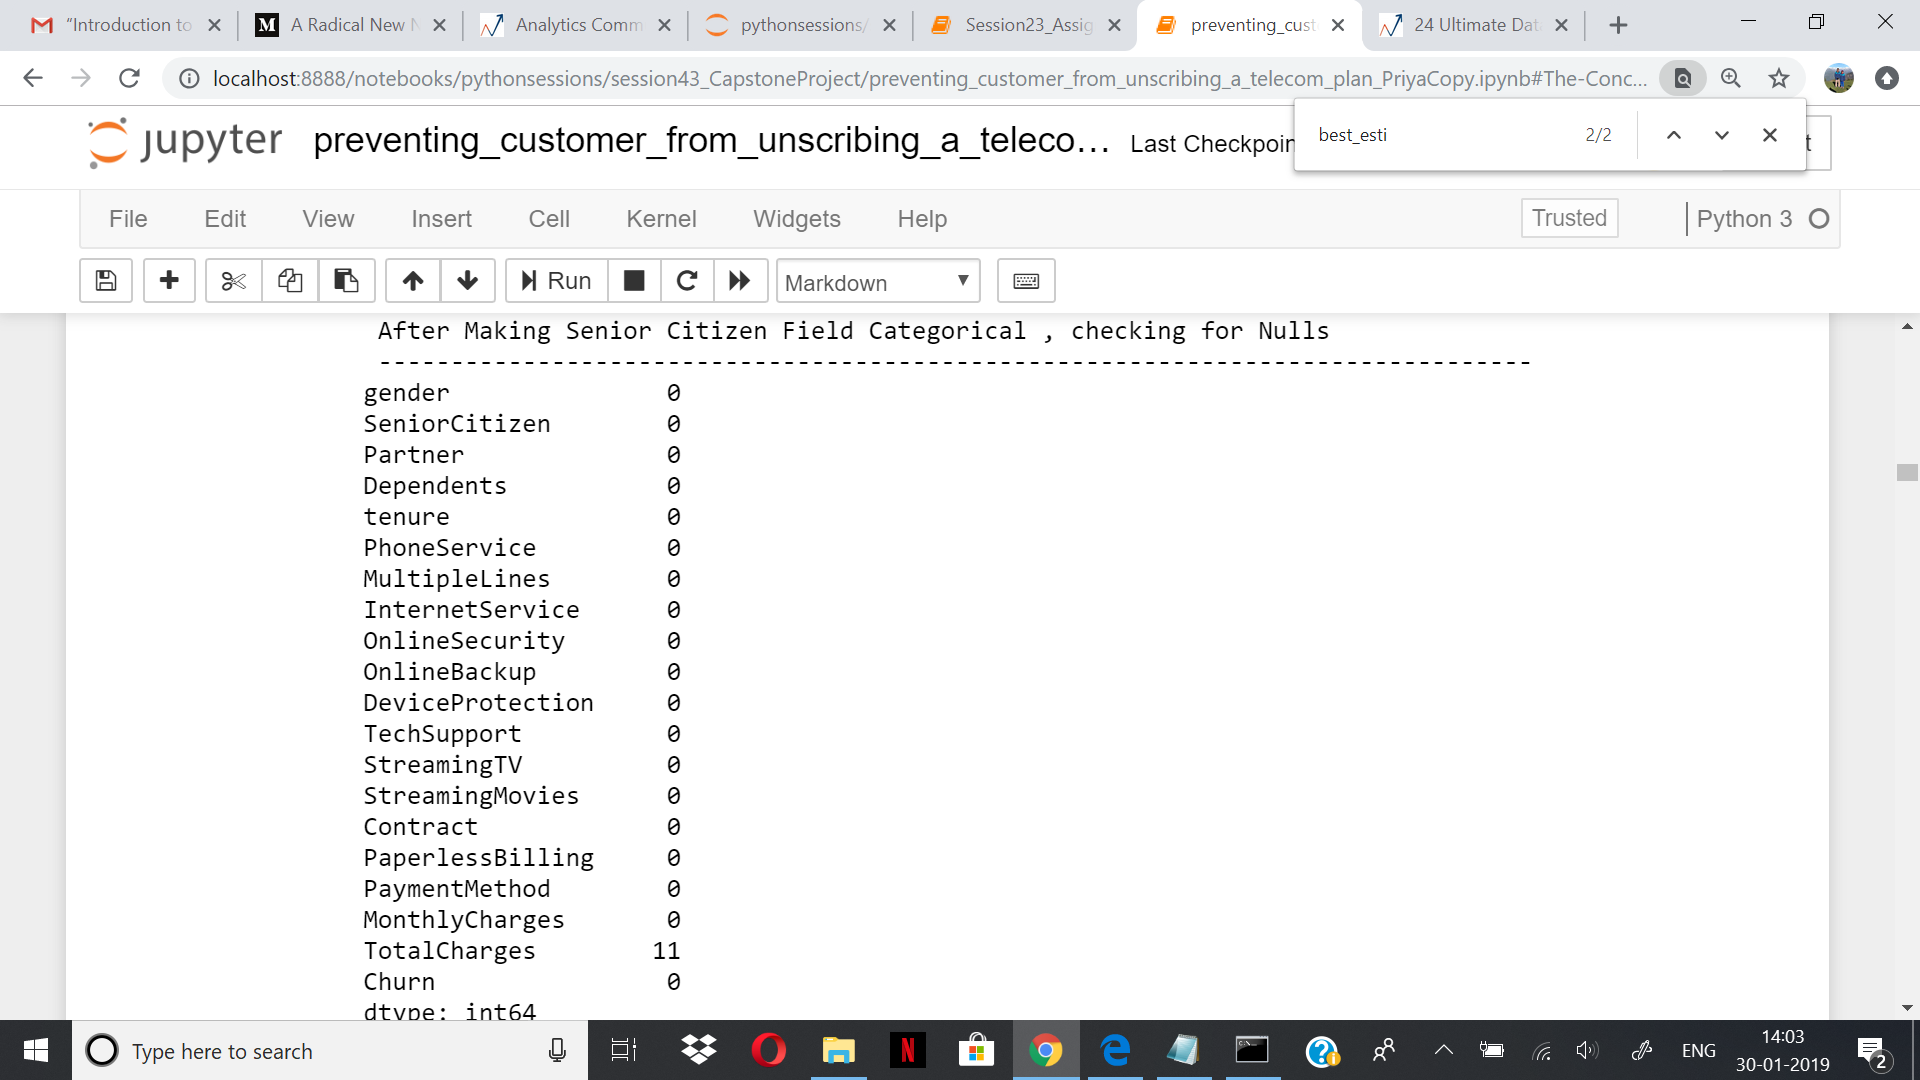 "Introduction to
A Radical New N
Analytics Comm
pythonsessions/
Session23_Assig
preventing_cust
24 Ultimate Dat
localhost:8888/notebooks/pythonsessions/session43_CapstoneProject/preventing_customer_from_unscribing_a_telecom_plan_PriyaCopy.ipynb#The-Conc...
best_esti 2/2
jupyter preventing_customer_from_unscribing_a_teleco... Last Checkpoin
File Edit View Insert Cell Kernel Widgets Help Trusted Python 3
Run Markdown
After Making Senior Citizen Field Categorical , checking for Nulls
--------------------------------------------------------------------------------
gender 0
SeniorCitizen 0
Partner 0
Dependents 0
tenure 0
PhoneService 0
MultipleLines 0
InternetService 0
OnlineSecurity 0
OnlineBackup 0
DeviceProtection 0
TechSupport 0
StreamingTV 0
StreamingMovies 0
Contract 0
PaperlessBilling 0
PaymentMethod 0
MonthlyCharges 0
TotalCharges 11
Churn 0
dtype: int64
Type here to search
ENG
14:03
30-01-2019
2